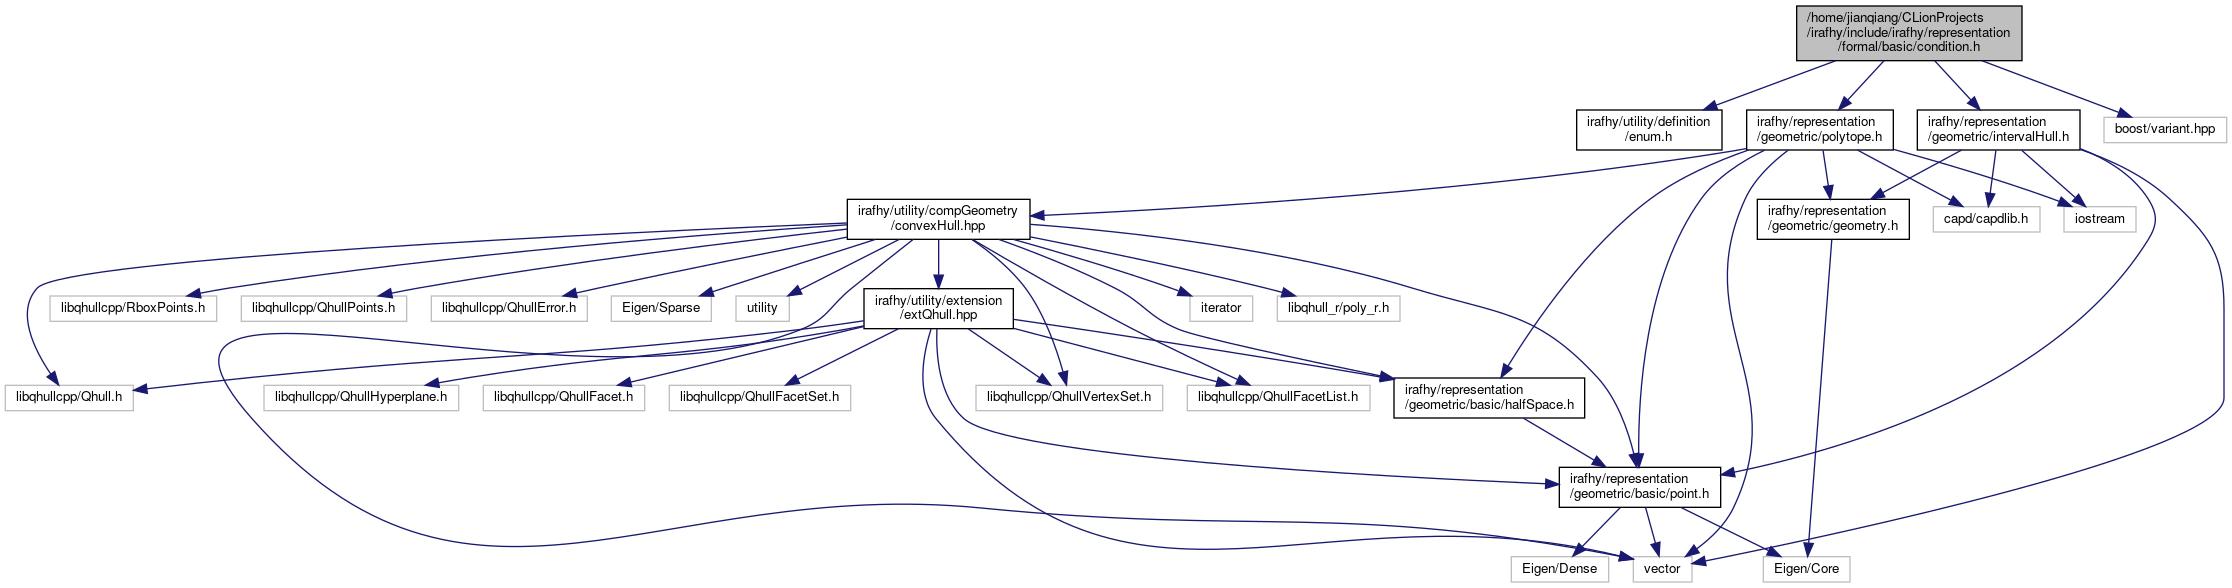 /home/jianqiang/CLionProjects
/irafhy/include/irafhy/representation
/formal/basic/condition.h
irafhy/utility/definition
/enum.h
irafhy/representation
/geometric/polytope.h
irafhy/representation
/geometric/intervalHull.h
boost/variant.hpp
irafhy/utility/compGeometry
/convexHull.hpp
irafhy/representation
/geometric/geometry.h
capd/capdlib.h
iostream
libqhullcpp/RboxPoints.h
libqhullcpp/QhullPoints.h
libqhullcpp/QhullError.h
Eigen/Sparse
utility
irafhy/utility/extension
/extQhull.hpp
iterator
libqhull_r/poly_r.h
libqhullcpp/Qhull.h
libqhullcpp/QhullHyperplane.h
libqhullcpp/QhullFacet.h
libqhullcpp/QhullFacetSet.h
libqhullcpp/QhullVertexSet.h
libqhullcpp/QhullFacetList.h
irafhy/representation
/geometric/basic/halfSpace.h
irafhy/representation
/geometric/basic/point.h
Eigen/Dense
vector
Eigen/Core